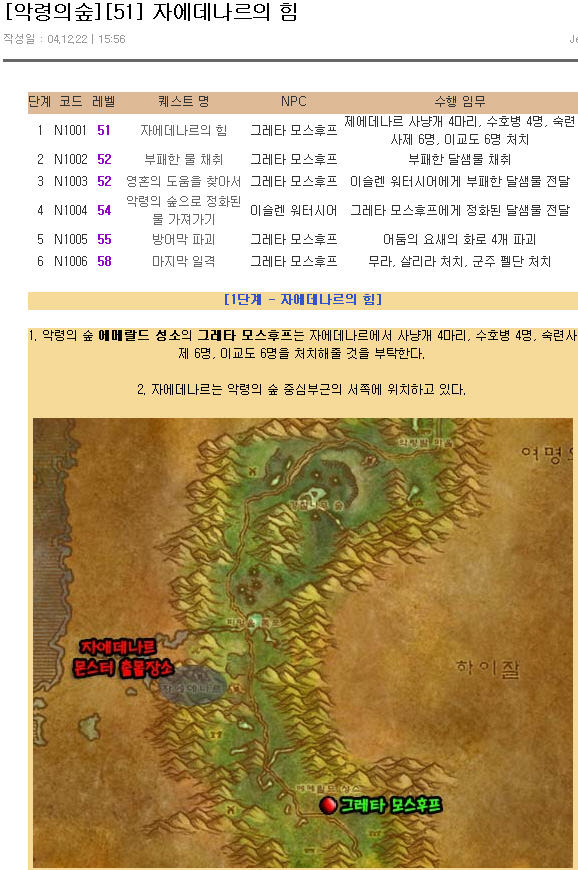 [악령의숲][51] 자에데나르의 힘
작성일 : 04.12.22 | 15:56
단계 코드 레벨 퀘스트 명 NPC 수행 임무
1 N1001 51 자에데나르의 힘 그레타 모스후프 제에데나르 사냥개 4마리, 수호병 4명, 숙련
사제 6명, 이교도 6명 처치
2 N1002 52 부패한 물 채취 그레타 모스후프 부패한 달샘물 채취
3 N1003 52 영혼의 도움을 찾아서 그레타 모스후프 이슬렌 워터시어에게 부패한 달샘물 전달
4 N1004 54 악령의 숲으로 정화된 물 가져가기 이슬렌 워터시어 그레타 모스후프에게 정화된 달샘물 전달
5 N1005 55 방어막 파괴 그레타 모스후프 어둠의 요새의 화로 4개 파괴
6 N1006 58 마지막 일격 그레타 모스후프 무라, 살리라 처치, 군주 펠단 처치
[1단계 - 자에데나르의 힘]
1. 악령의 숲 에메랄드 성소의 그레타 모스후프는 자에데나르에서 사냥개 4마리, 수호병 4명, 숙련사
제 6명, 이교도 6명을 처치해줄 것을 부탁한다.
2. 자에데나르는 악령의 숲 중심부근의 서쪽에 위치하고 있다.
여명의
자에데나르
몬스터 출몰장소
자에데나르
하이잘
에메랄드 성소
그레타 모스후프